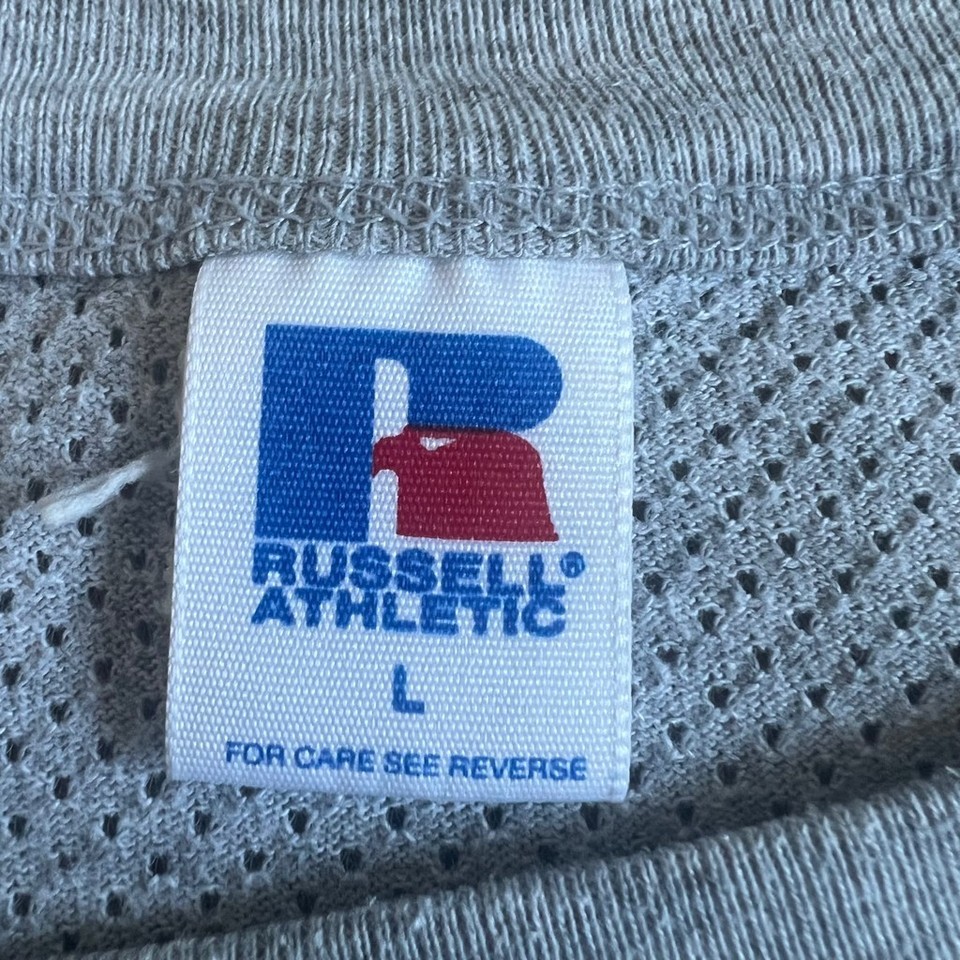 R
RUSSELL®
ATHLETIC
L
FOR CARE SEE REVERSE